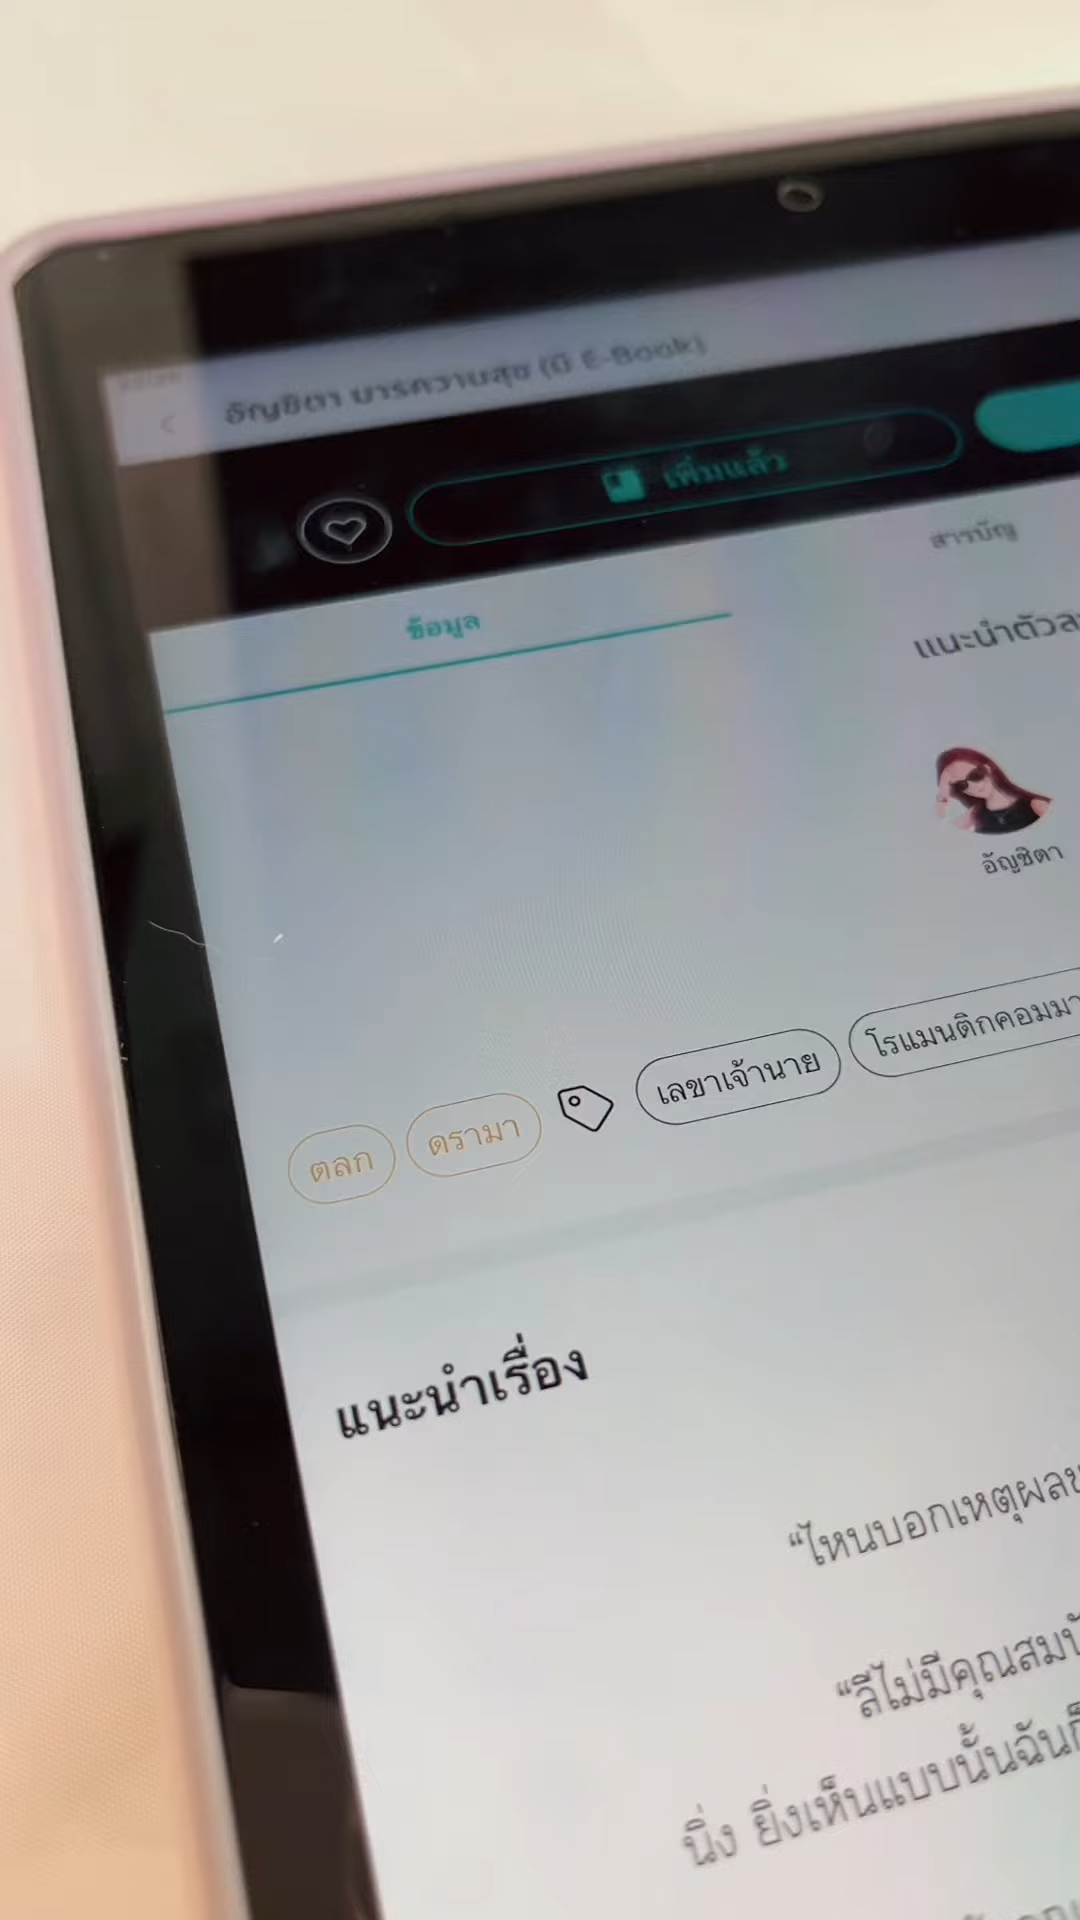 อัญชิตา มารความสุข (มี E-Book)
เพิ่มแล้ว
ข้อมูล
สารบัญ
แนะนำตัวล
อัญชิตา
ตลก ดรามา เลขาเจ้านาย โรแมนติกคอมมา
แนะนำเรื่อง
“ไหนบอกเหตุผลข
“ลีไม่มีคุณสมบั
นิ่ง ยิ่งเห็นแบบนั้นฉันก็